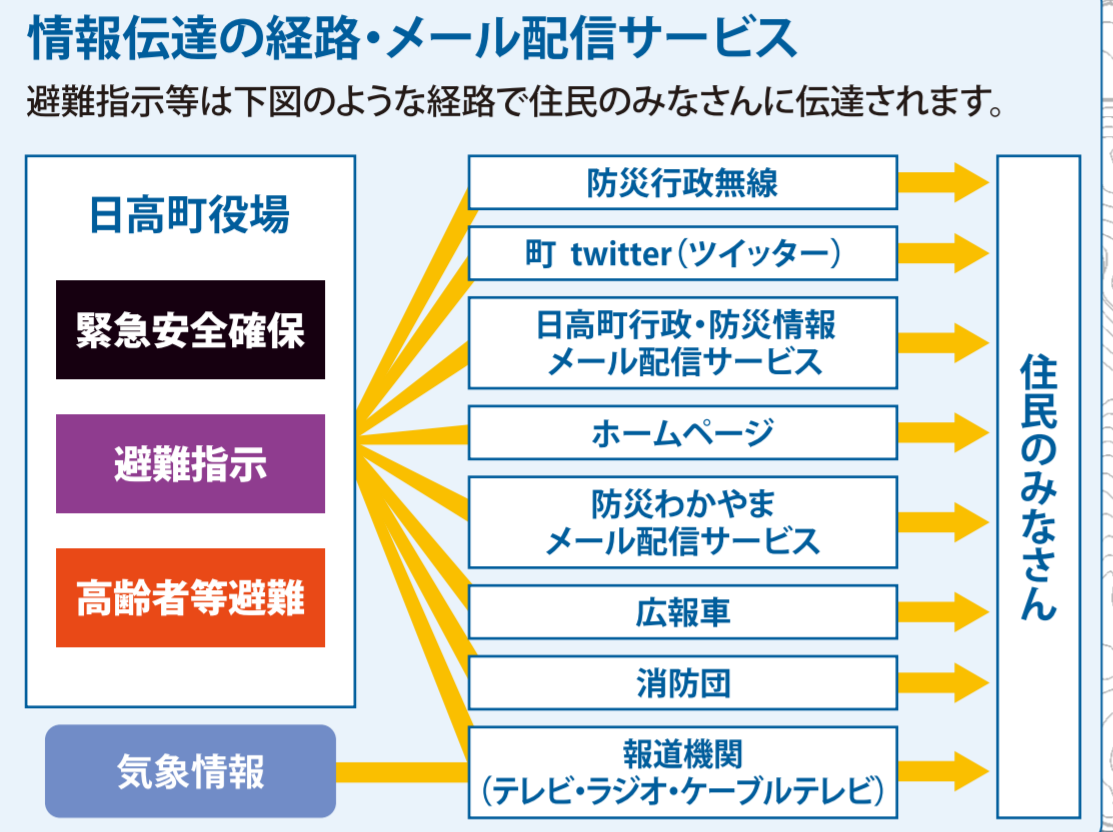 情報伝達の経路・メール配信サービス
避難指示等は下図のような経路で住民のみなさんに伝達されます。
日高町役場
緊急安全確保
避難指示
高齢者等避難
気象情報
防災行政無線
町 twitter（ツイッター）
日高町行政・防災情報
メール配信サービス
ホームページ
防災わかやま
メール配信サービス
広報車
消防団
報道機関
（テレビ・ラジオ・ケーブルテレビ）
住民のみなさん